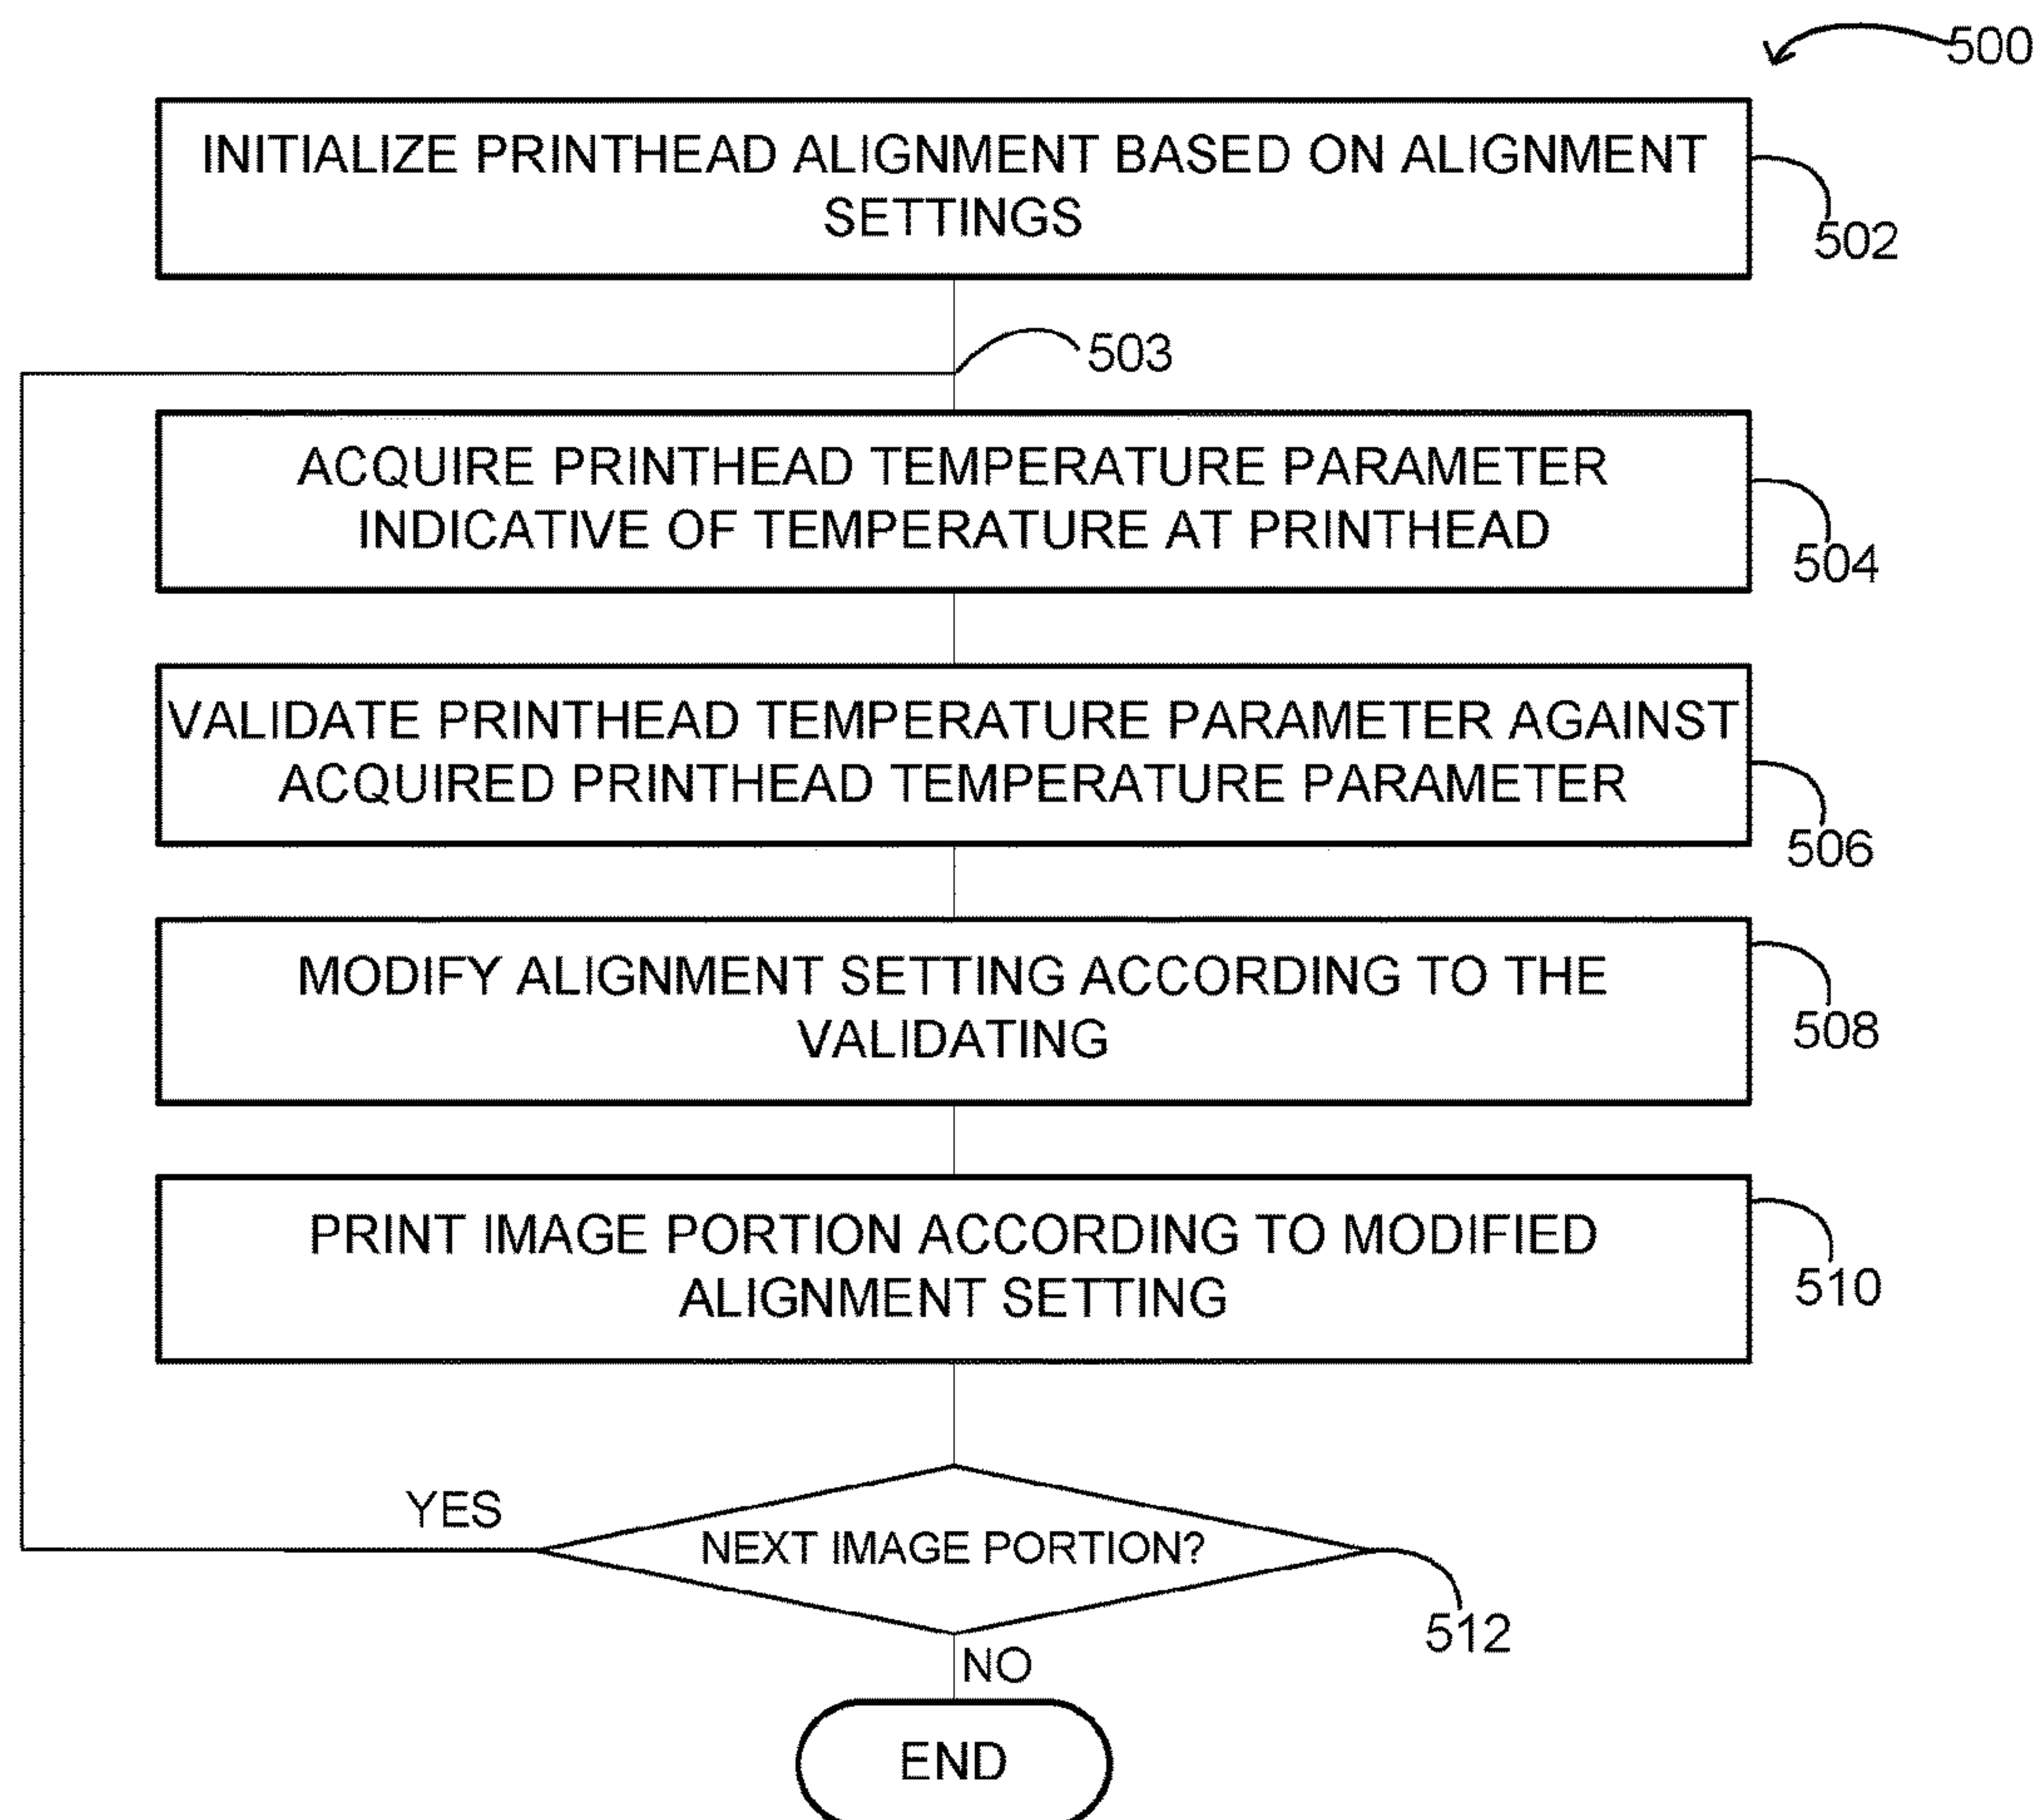 500
INITIALIZE PRINTHEAD ALIGNMENT BASED ON ALIGNMENT
SETTINGS
502
503
ACQUIRE PRINTHEAD TEMPERATURE PARAMETER
INDICATIVE OF TEMPERATURE AT PRINTHEAD
504
VALIDATE PRINTHEAD TEMPERATURE PARAMETER AGAINST
ACQUIRED PRINTHEAD TEMPERATURE PARAMETER
506
MODIFY ALIGNMENT SETTING ACCORDING TO THE
VALIDATING
508
PRINT IMAGE PORTION ACCORDING TO MODIFIED
ALIGNMENT SETTING
510
YES
NEXT IMAGE PORTION?
512
NO
END